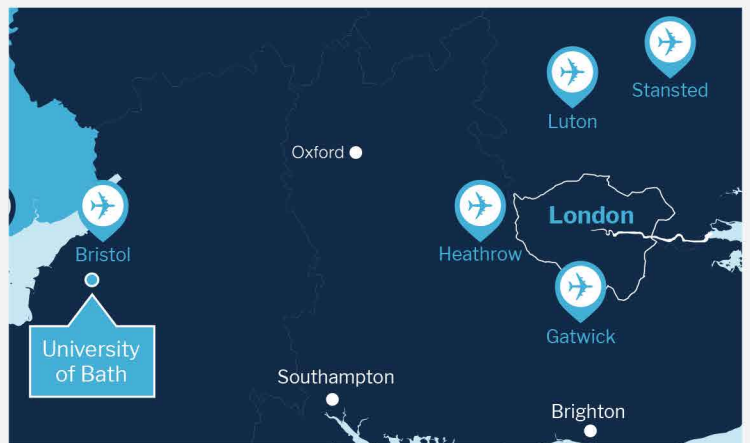 Stansted
Luton
Oxford
London
Bristol
Heathrow
Gatwick
University
of Bath
Southampton
Brighton